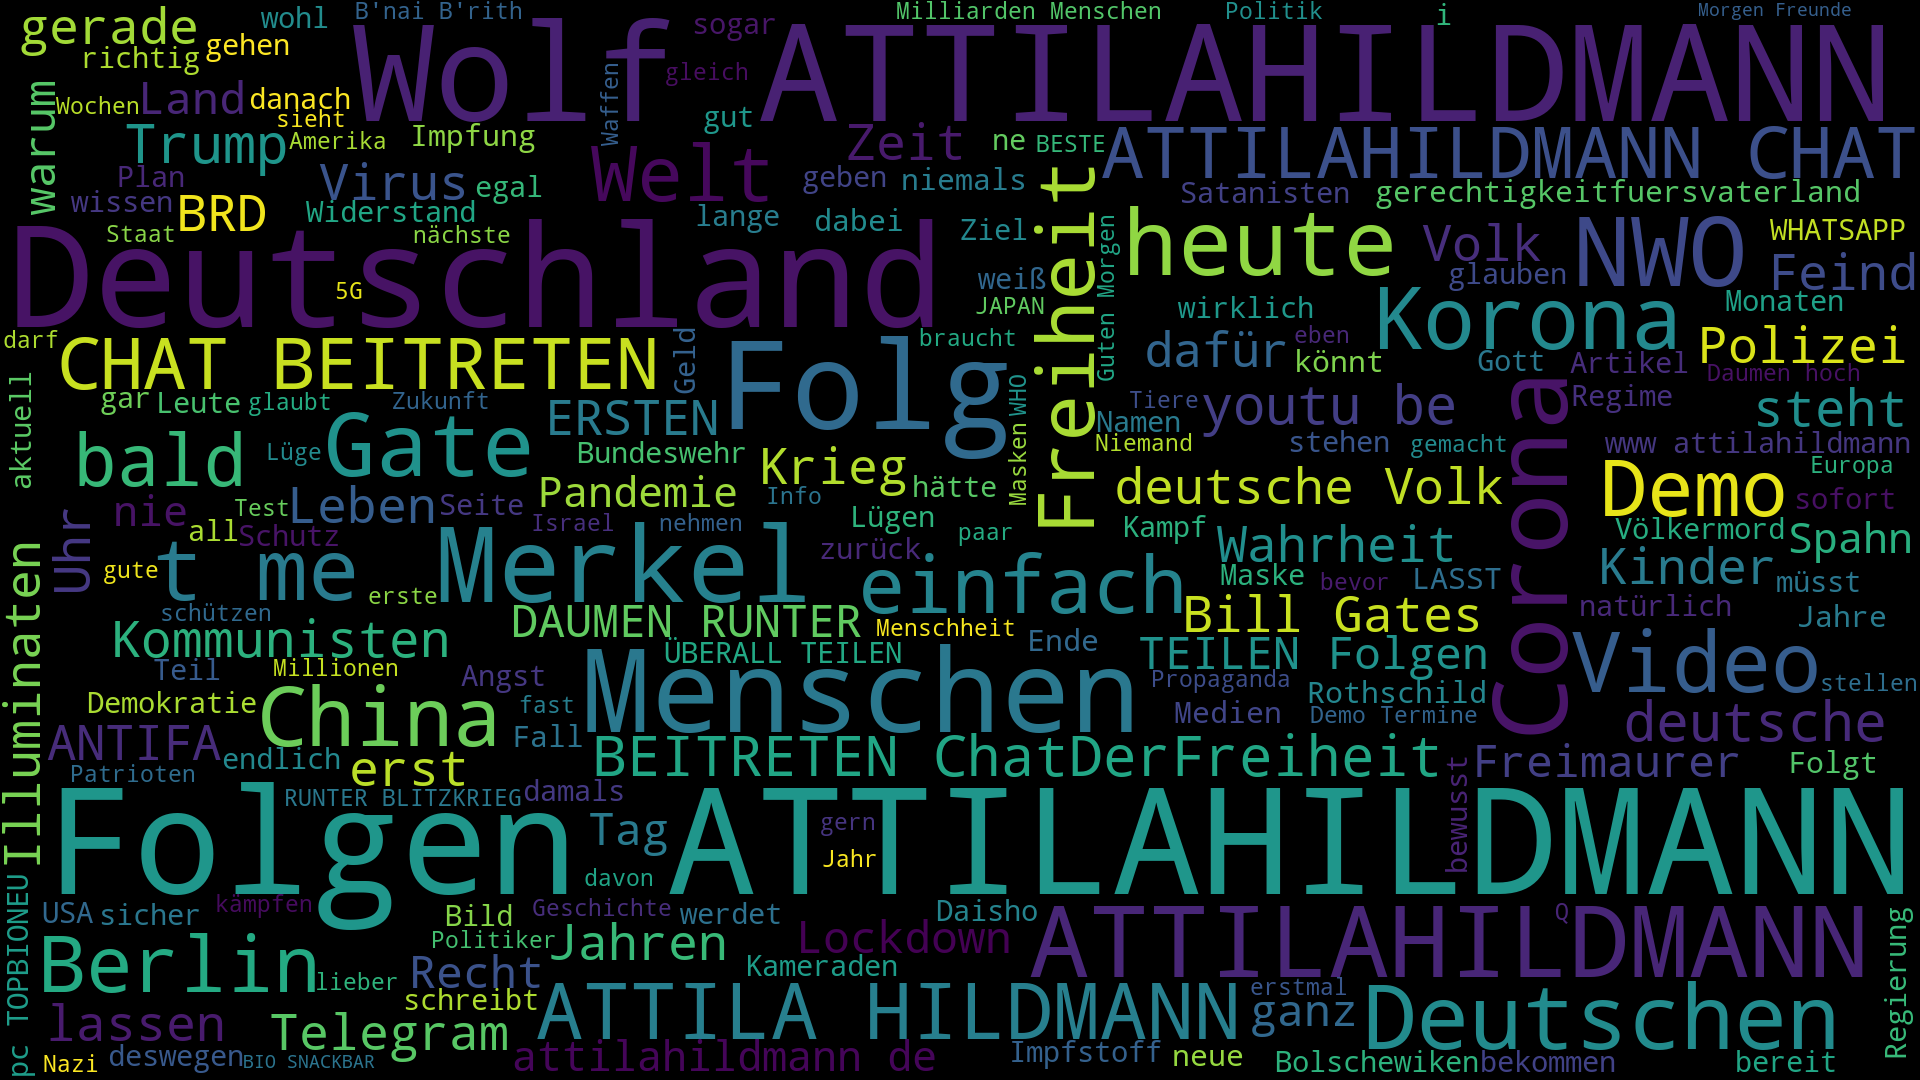 B'nai B'rith
Milliarden Menschen
Politik
i
Morgen Freunde
wohl
gerade
sogar
Wolf ATTILAHILDMANN
gehen
richtig
gleich
Waffen
warum
Wochen
Land
danach
sieht
gut
Trump
Amerika
Impfung
Zeit
ne
BESTE
ATTILAHILDMANN CHAT
Plan
Virus
egal
Welt
geben
niemals
Freiheit
Satanisten
gerechtigkeitfuersvaterland
wissen
BRD
Widerstand
lange
dabei
Ziel
Guten Morgen
heute
Volk
NWO
WHATSAPP
Staat
nächste
Deutschland
weiß
glauben
Feind
5G
JAPAN
wirklich
Korona
Monaten
darf
CHAT BEITRETEN
Geld
Folg
braucht
dafür
eben
könnt
Gott
Artikel
Polizei
Daumen hoch
aktuell
gar
Leute
glaubt
Zukunft
ERSTEN
Masken
WHO
Namen
Tiere
youtu be
Corona
Regime
steht
bald
Lüge
Gate
Bundeswehr
Krieg
Niemand
stehen
gemacht
www attilahildmann
Europa
nie
Test
Leben
Seite
Pandemie
Info
hätte
deutsche Volk
Demo
sofort
Uhr
all
Schutz
Israel
nehmen
Lügen
paar
Kampf
Wahrheit
Völkermord
Spahn
Illuminaten
gute
t me
Merkel
zurück
einfach
Maske
bevor
LASST
Kinder
müsst
erste
schützen
DAUMEN RUNTER
Menschheit
Bill Gates
natürlich
Jahre
Kommunisten
ÜBERALL TEILEN
Ende
TEILEN Folgen
Video
Teil
Millionen
Angst
Menschen
Propaganda
Rothschild
stellen
Demokratie
China
fast
Medien
Demo Termine
deutsche
ANTIFA
endlich
Fall
BEITRETEN ChatDerFreiheit
Freimaurer
Folgt
Patrioten
erst
RUNTER BLITZKRIEG
damals
bewusst
Folgen ATTILAHILDMANN
Tag
gern
Jahr
davon
pc TOPBIONEU
USA
sicher
kämpfen
Bild
Geschichte
werdet
Daisho
ATTILAHILDMANN
Q
Regierung
Berlin
lieber
Politiker
Jahren
Lockdown
Recht
Kameraden
schreibt
ATTILA HILDMANN
erstmal
ganz
Deutschen
lassen
Telegram
Nazi
deswegen
BIO SNACKBAR
attilahildmann de
Impfstoff
neue
Bolschewiken
bekommen
bereit